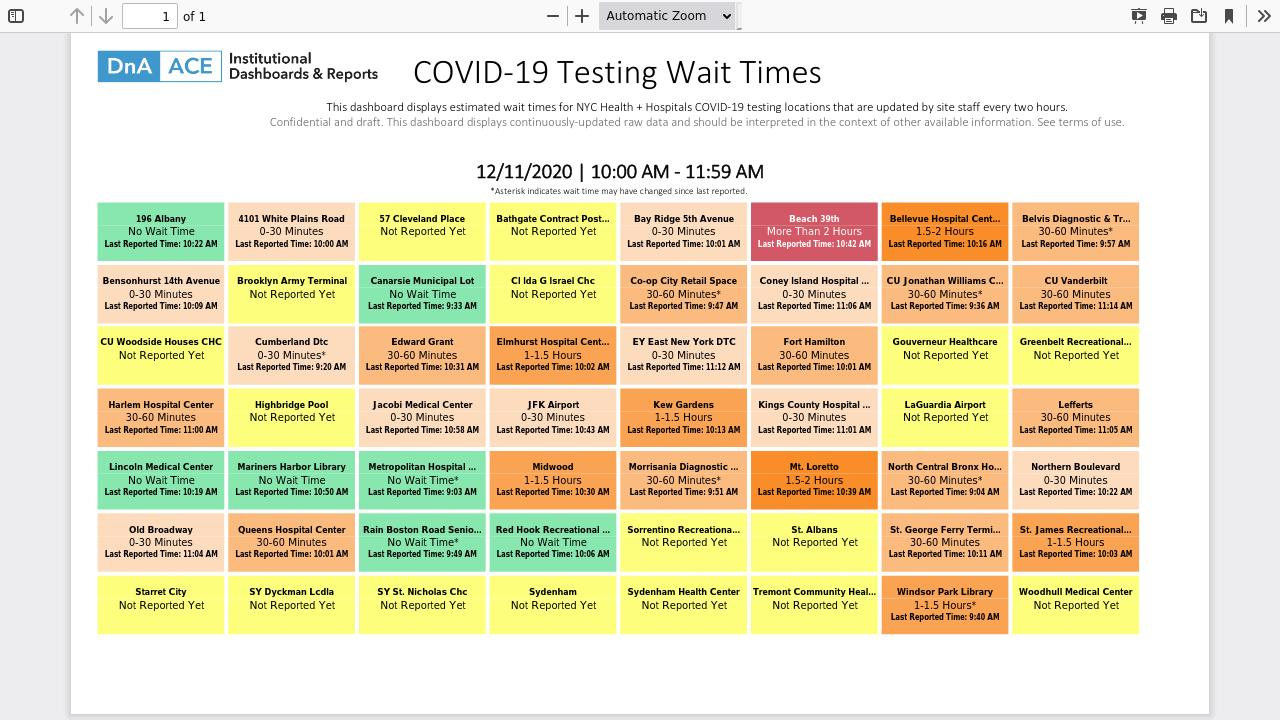 1 of 1 Automatic Zoom
DnA ACE Institutional
Dashboards & Reports
COVID-19 Testing Wait Times
This dashboard displays estimated wait times for NYC Health + Hospitals COVID-19 testing locations that are updated by site staff every two hours.
Confidential and draft. This dashboard displays continuously-updated raw data and should be interpreted in the context of other available information. See terms of use.
12/11/2020 | 10:00 AM - 11:59 AM
*Asterisk indicates wait time may have changed since last reported.
196 Albany
No Wait Time
Last Reported Time: 10:22 AM
4101 White Plains Road
0-30 Minutes
Last Reported Time: 10:00 AM
57 Cleveland Place
Not Reported Yet
Bathgate Contract Post...
Not Reported Yet
Bay Ridge 5th Avenue
0-30 Minutes
Last Reported Time: 10:01 AM
Beach 39th
More Than 2 Hours
Last Reported Time: 10:42 AM
Bellevue Hospital Cent...
1.5-2 Hours
Last Reported Time: 10:16 AM
Belvis Diagnostic & Tr...
30-60 Minutes*
Last Reported Time: 9:57 AM
Bensonhurst 14th Avenue
0-30 Minutes
Last Reported Time: 10:09 AM
Brooklyn Army Terminal
Not Reported Yet
Canarsie Municipal Lot
No Wait Time
Last Reported Time: 9:33 AM
CI Ida G Israel Chc
Not Reported Yet
Co-op City Retail Space
30-60 Minutes*
Last Reported Time: 9:47 AM
Coney Island Hospital ...
0-30 Minutes
Last Reported Time: 11:06 AM
CU Jonathan Williams C...
30-60 Minutes*
Last Reported Time: 9:36 AM
CU Vanderbilt
30-60 Minutes
Last Reported Time: 11:14 AM
CU Woodside Houses CHC
Not Reported Yet
Cumberland Dtc
0-30 Minutes*
Last Reported Time: 9:20 AM
Edward Grant
30-60 Minutes
Last Reported Time: 10:31 AM
Elmhurst Hospital Cent...
1-1.5 Hours
Last Reported Time: 10:02 AM
EY East New York DTC
0-30 Minutes
Last Reported Time: 11:12 AM
Fort Hamilton
30-60 Minutes
Last Reported Time: 10:01 AM
Gouverneur Healthcare
Not Reported Yet
Greenbelt Recreational...
Not Reported Yet
Harlem Hospital Center
30-60 Minutes
Last Reported Time: 11:00 AM
Highbridge Pool
Not Reported Yet
Jacobi Medical Center
0-30 Minutes
Last Reported Time: 10:58 AM
JFK Airport
0-30 Minutes
Last Reported Time: 10:43 AM
Kew Gardens
1-1.5 Hours
Last Reported Time: 10:13 AM
Kings County Hospital ...
0-30 Minutes
Last Reported Time: 11:01 AM
LaGuardia Airport
Not Reported Yet
Lefferts
30-60 Minutes
Last Reported Time: 11:05 AM
Lincoln Medical Center
No Wait Time
Last Reported Time: 10:19 AM
Mariners Harbor Library
No Wait Time
Last Reported Time: 10:50 AM
Metropolitan Hospital ...
No Wait Time*
Last Reported Time: 9:03 AM
Midwood
1-1.5 Hours
Last Reported Time: 10:30 AM
Morrisania Diagnostic ...
30-60 Minutes*
Last Reported Time: 9:51 AM
Mt. Loretto
1.5-2 Hours
Last Reported Time: 10:39 AM
North Central Bronx Ho...
30-60 Minutes*
Last Reported Time: 9:04 AM
Northern Boulevard
0-30 Minutes
Last Reported Time: 10:22 AM
Old Broadway
0-30 Minutes
Last Reported Time: 11:04 AM
Queens Hospital Center
30-60 Minutes
Last Reported Time: 10:01 AM
Rain Boston Road Senio...
No Wait Time*
Last Reported Time: 9:49 AM
Red Hook Recreational ...
No Wait Time
Last Reported Time: 10:06 AM
Sorrentino Recreationa...
Not Reported Yet
St. Albans
Not Reported Yet
St. George Ferry Termi...
30-60 Minutes
Last Reported Time: 10:11 AM
St. James Recreational...
1-1.5 Hours
Last Reported Time: 10:03 AM
Starret City
Not Reported Yet
SY Dyckman Lcdla
Not Reported Yet
SY St. Nicholas Chc
Not Reported Yet
Sydenham
Not Reported Yet
Sydenham Health Center
Not Reported Yet
Tremont Community Heal...
Not Reported Yet
Windsor Park Library
1-1.5 Hours*
Last Reported Time: 9:40 AM
Woodhull Medical Center
Not Reported Yet